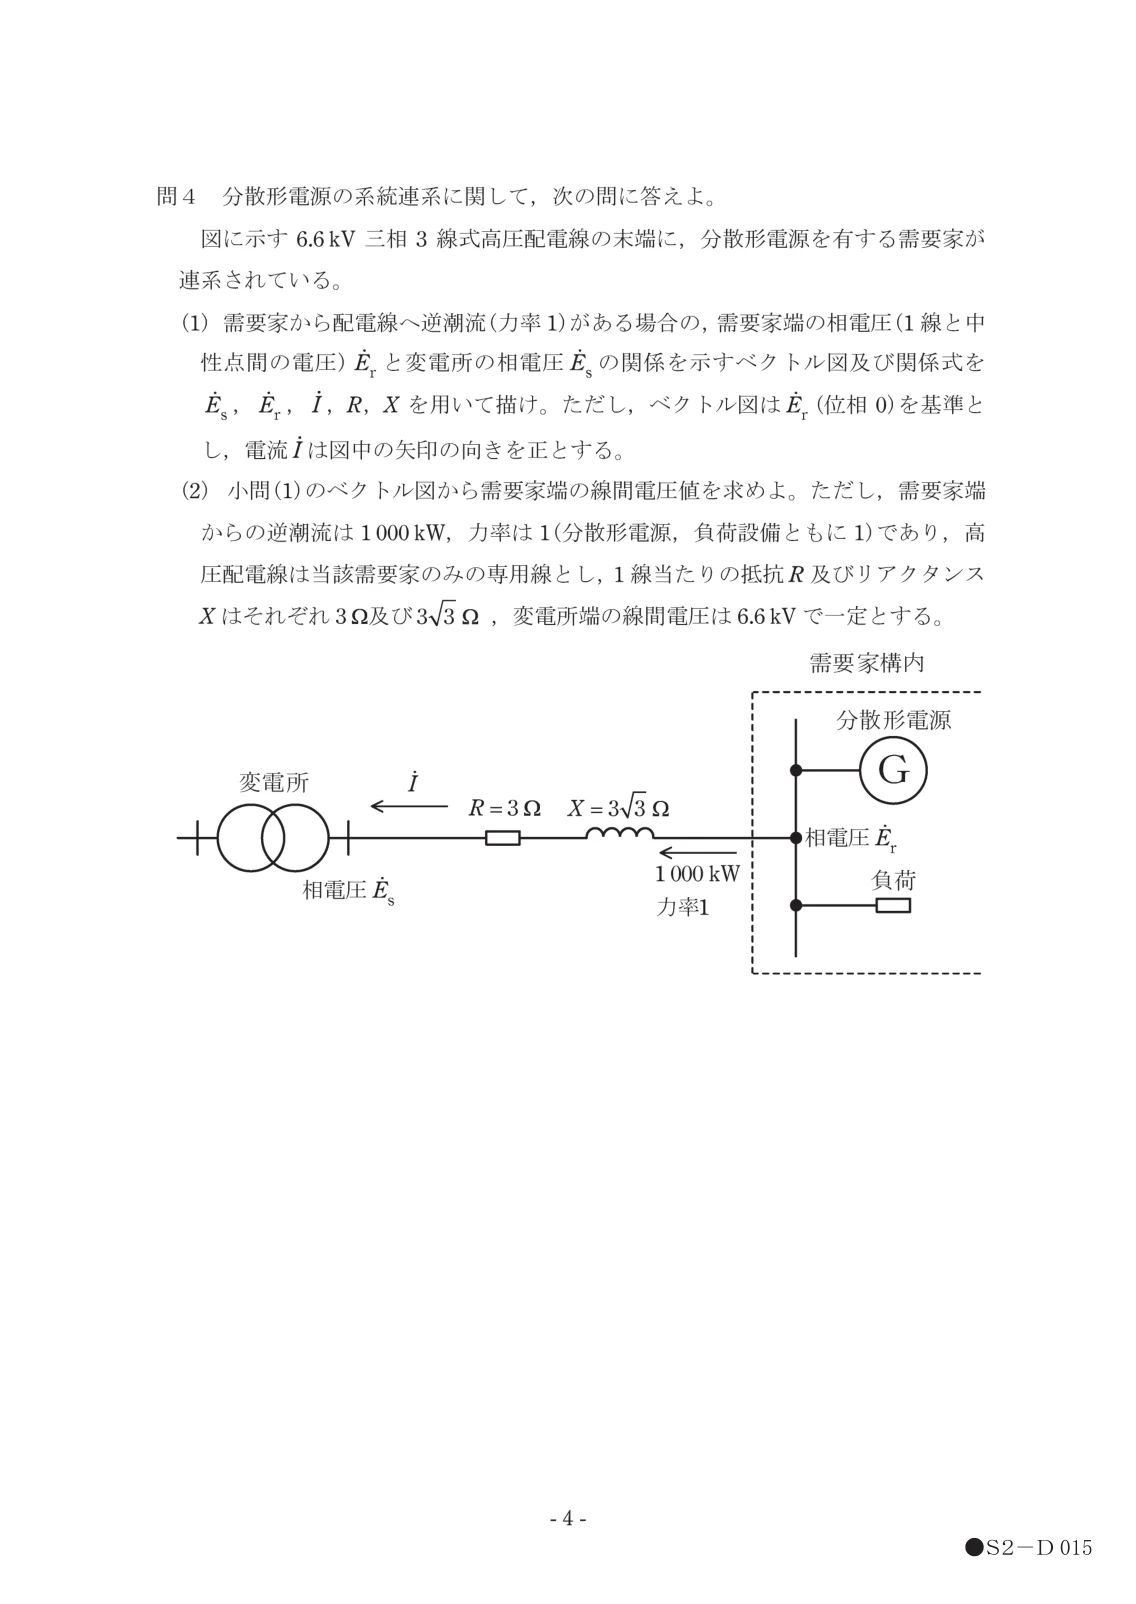 問4 分散形電源の系統連系に関して，次の問に答えよ。
図に示す 6.6 kV 三相 3 線式高圧配電線の末端に，分散形電源を有する需要家が
連系されている。
(1) 需要家から配電線へ逆潮流(力率 1)がある場合の，需要家端の相電圧(1 線と中
性点間の電圧) Ė_r と変電所の相電圧 Ė_s の関係を示すベクトル図及び関係式を
Ė_s， Ė_r， İ， R， X を用いて描け。ただし，ベクトル図は Ė_r (位相 0)を基準と
し，電流 İ は図中の矢印の向きを正とする。
(2) 小問(1)のベクトル図から需要家端の線間電圧値を求めよ。ただし，需要家端
からの逆潮流は 1 000 kW，力率は 1(分散形電源，負荷設備ともに 1)であり，高
圧配電線は当該需要家のみの専用線とし，1 線当たりの抵抗 R 及びリアクタンス
X はそれぞれ 3 Ω及び 3√3 Ω ，変電所端の線間電圧は 6.6 kV で一定とする。
需要家構内
分散形電源
G
変電所
İ
R = 3 Ω X = 3√3 Ω
相電圧 Ė_r
1 000 kW
力率1
相電圧 Ė_s
負荷
- 4 -
●S2－D 015